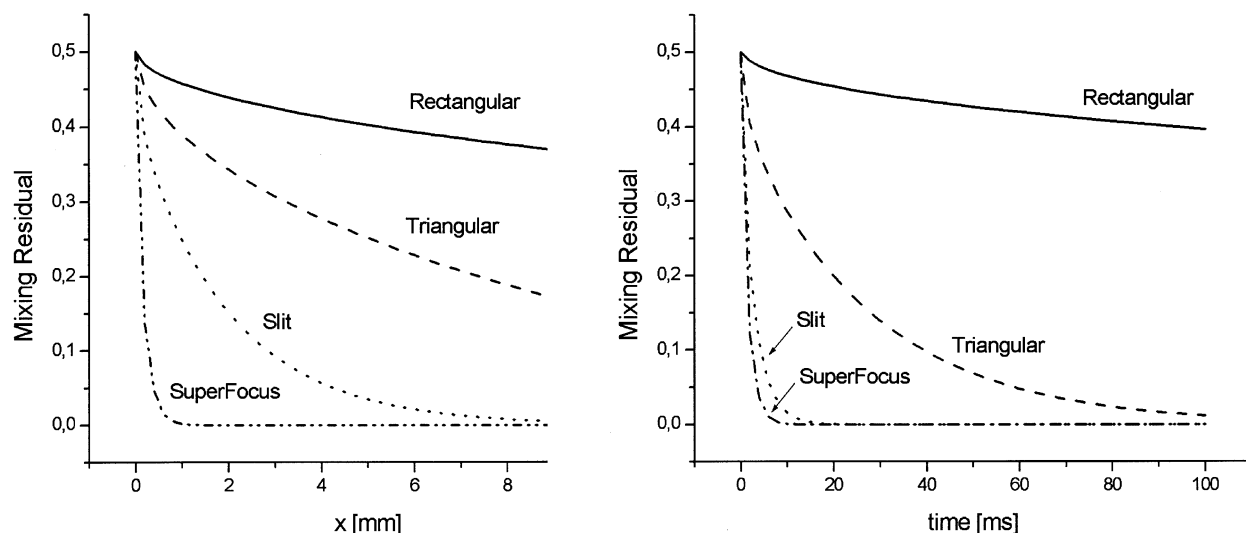 0,5
0,4
0,3
0,2
0,1
0,0
Mixing Residual
Rectangular
Triangular
Slit
SuperFocus
0 2 4 6 8
x [mm]
0,5
0,4
0,3
0,2
0,1
0,0
Mixing Residual
Rectangular
Slit
Triangular
SuperFocus
0 20 40 60 80 100
time [ms]